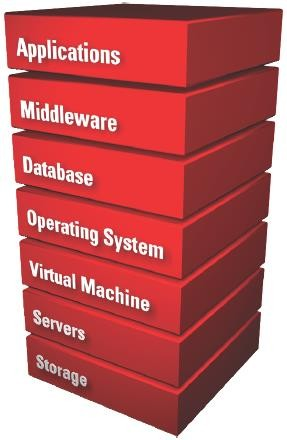 Applications
Middleware
Database
Operating System
Virtual Machine
Servers
Storage